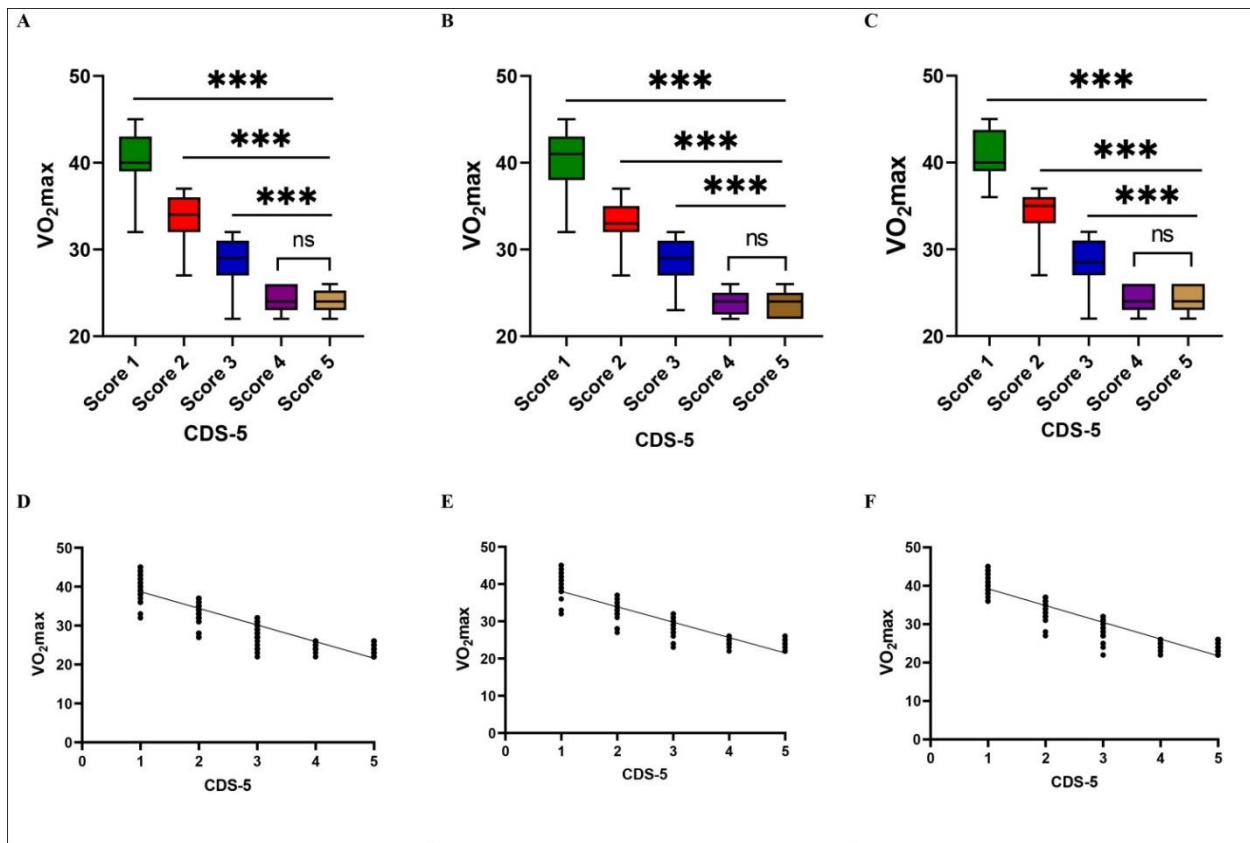 A
VO₂max
50
40
30
20
***
***
***
ns
Score 1
Score 2
Score 3
Score 4
Score 5
CDS-5
B
VO₂max
50
40
30
20
***
***
***
ns
Score 1
Score 2
Score 3
Score 4
Score 5
CDS-5
C
VO₂max
50
40
30
20
***
***
***
ns
Score 1
Score 2
Score 3
Score 4
Score 5
CDS-5
D
VO₂max
50
40
30
20
10
0
0 1 2 3 4 5
CDS-5
E
VO₂max
50
40
30
20
10
0
0 1 2 3 4 5
CDS-5
F
VO₂max
50
40
30
20
10
0
0 1 2 3 4 5
CDS-5